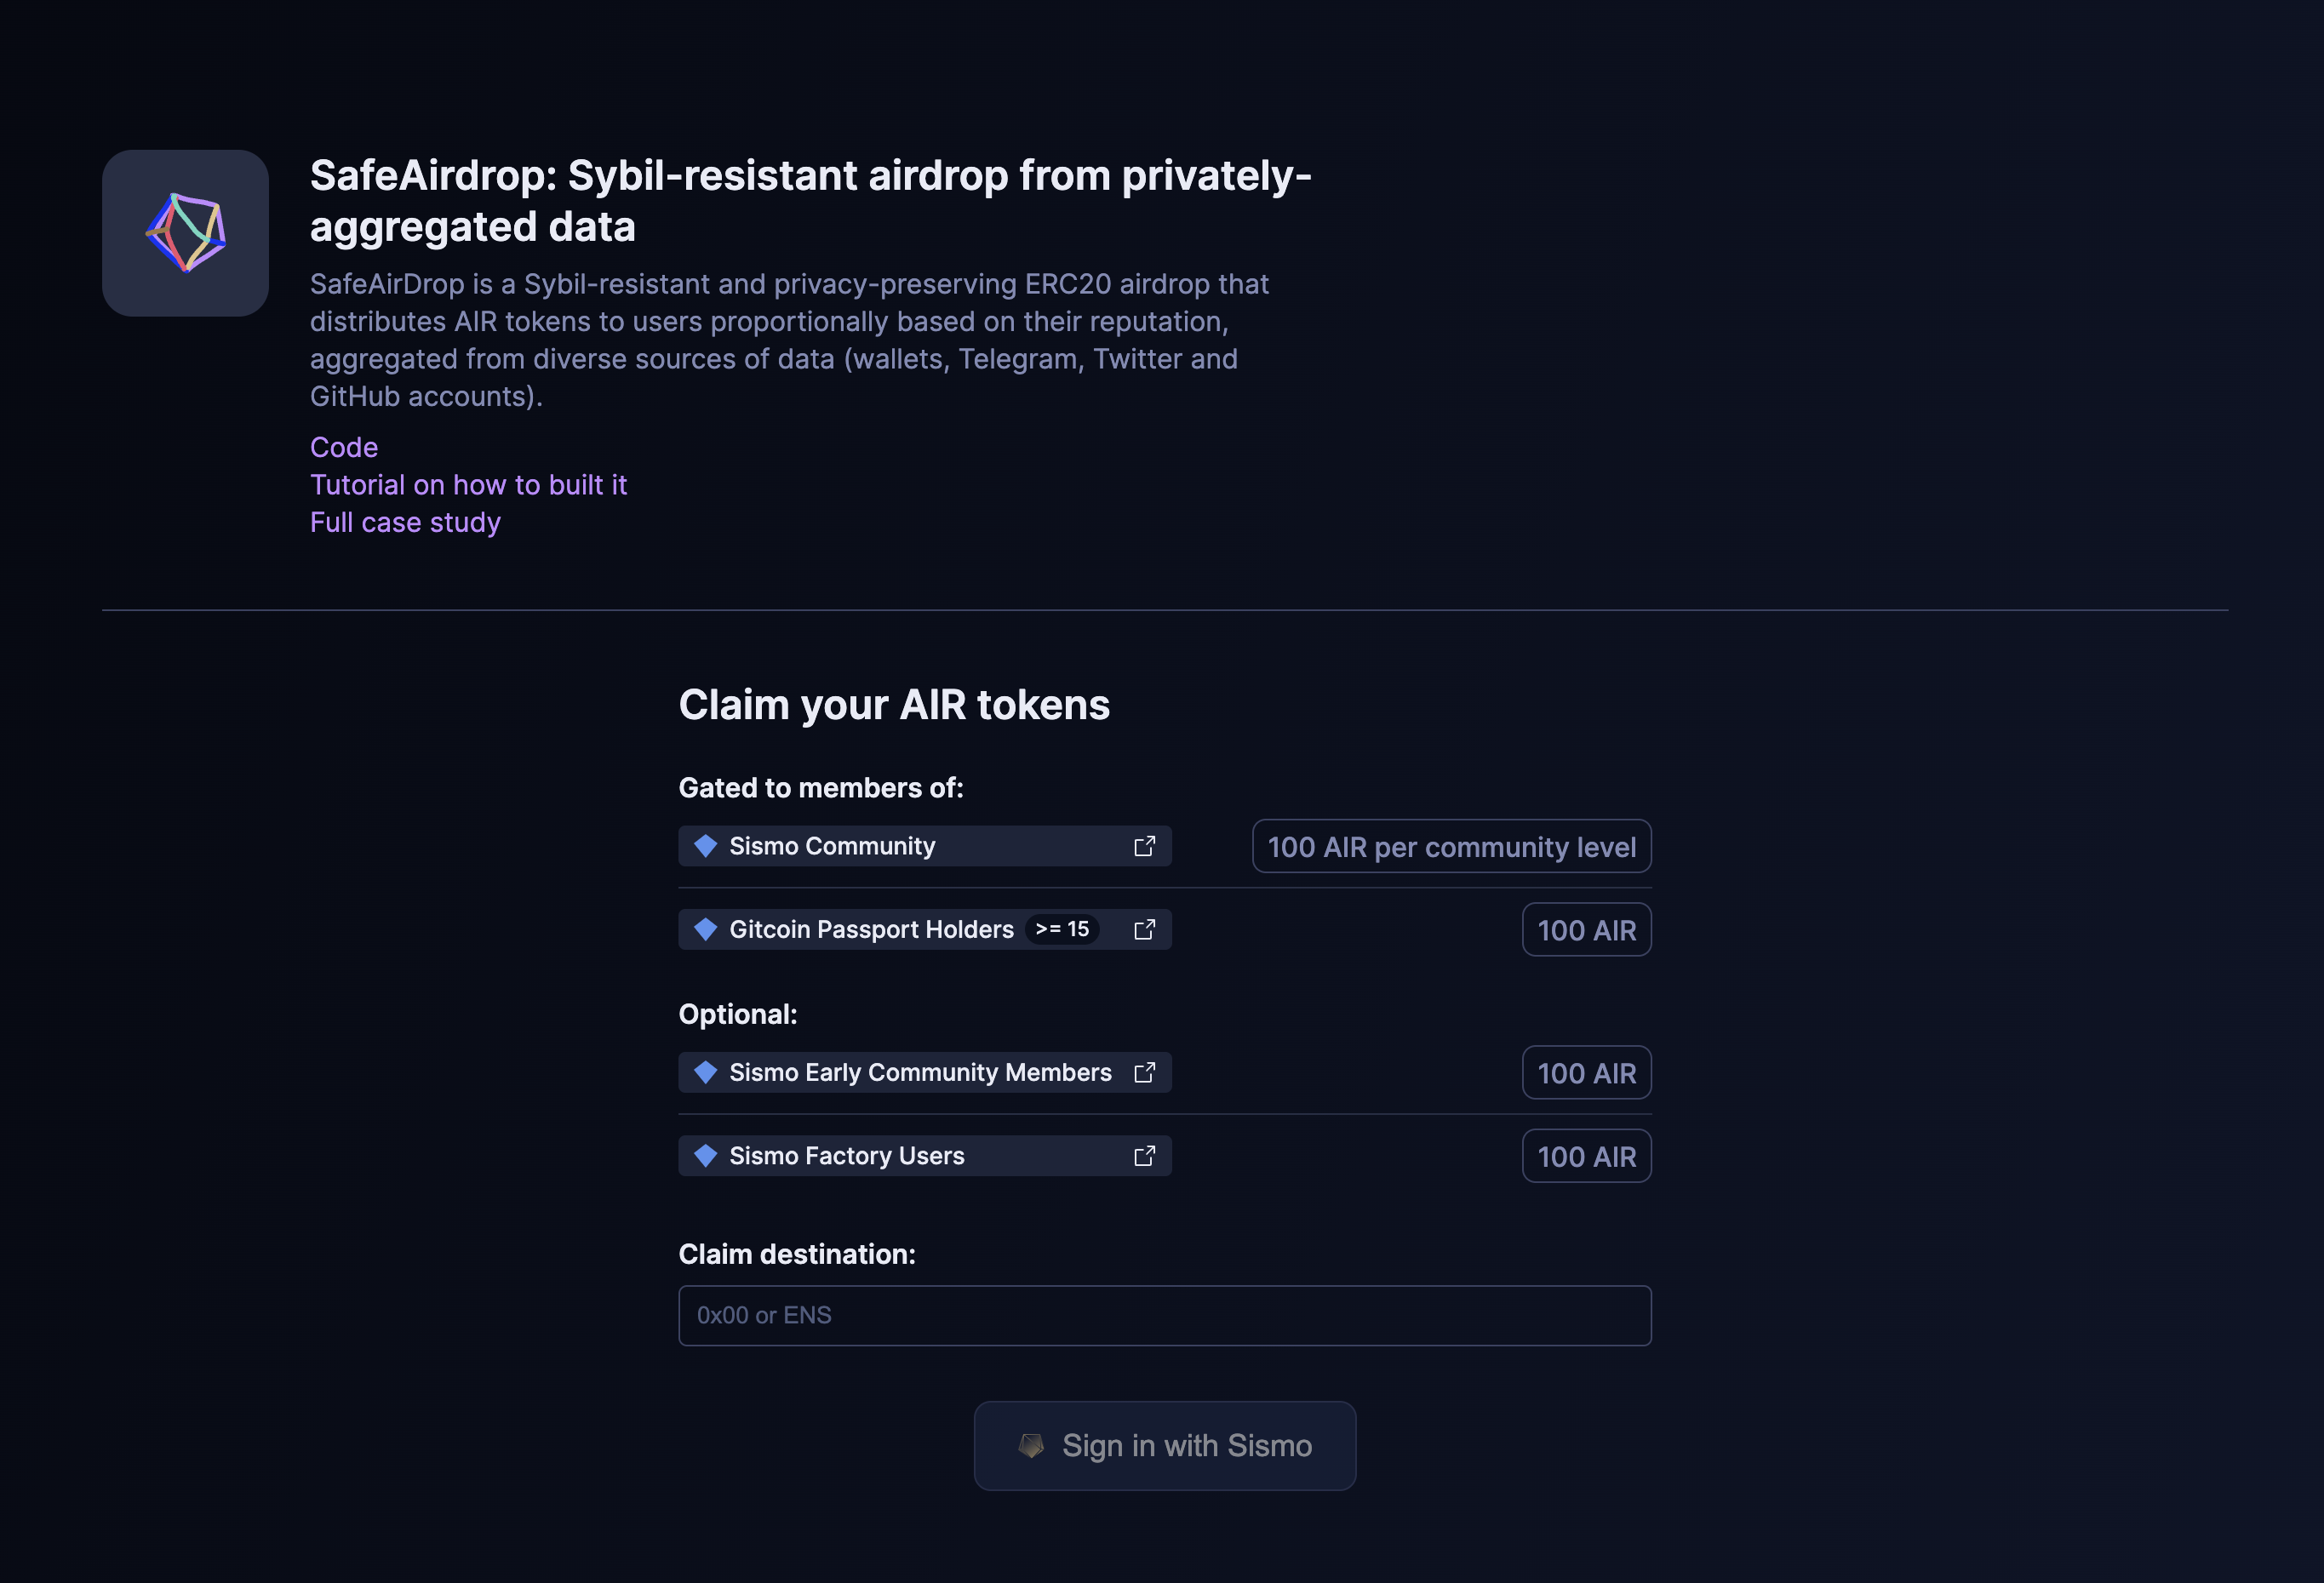 SafeAirdrop: Sybil-resistant airdrop from privately-
aggregated data
SafeAirDrop is a Sybil-resistant and privacy-preserving ERC20 airdrop that
distributes AIR tokens to users proportionally based on their reputation,
aggregated from diverse sources of data (wallets, Telegram, Twitter and
GitHub accounts).
Code
Tutorial on how to built it
Full case study
Claim your AIR tokens
Gated to members of:
Sismo Community 100 AIR per community level
Gitcoin Passport Holders >= 15 100 AIR
Optional:
Sismo Early Community Members 100 AIR
Sismo Factory Users 100 AIR
Claim destination:
0x00 or ENS
Sign in with Sismo